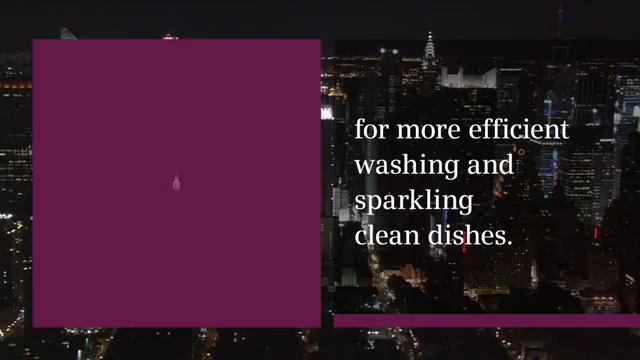 for more efficient
washing and
sparkling
clean dishes.